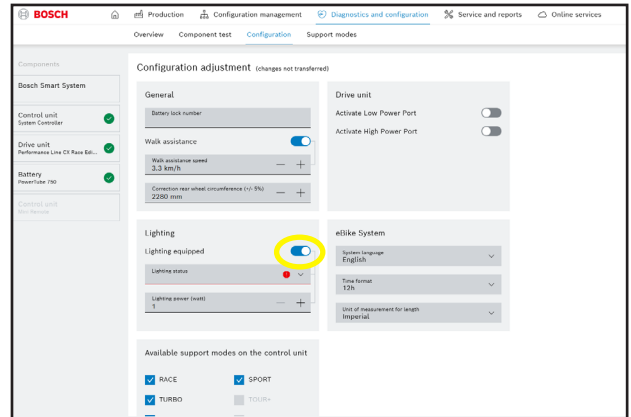 BOSCH
Production
Configuration management
Diagnostics and configuration
Service and reports
Online services
Overview
Component test
Configuration
Support modes
Components
Bosch Smart System
Control unit
System Controller
Drive unit
Performance Line CX Race Edi...
Battery
PowerTube 750
Control unit
Mini Remote
Configuration adjustment (changes not transferred)
General
Battery lock number
Walk assistance
Walk assistance speed
3.3 km/h
Correction rear wheel circumference (+/- 5%)
2280 mm
Drive unit
Activate Low Power Port
Activate High Power Port
Lighting
Lighting equipped
Lighting status
Lighting power (watt)
1
eBike System
System language
English
Time format
12h
Unit of measurement for length
Imperial
Available support modes on the control unit
RACE
SPORT
TURBO
TOUR+